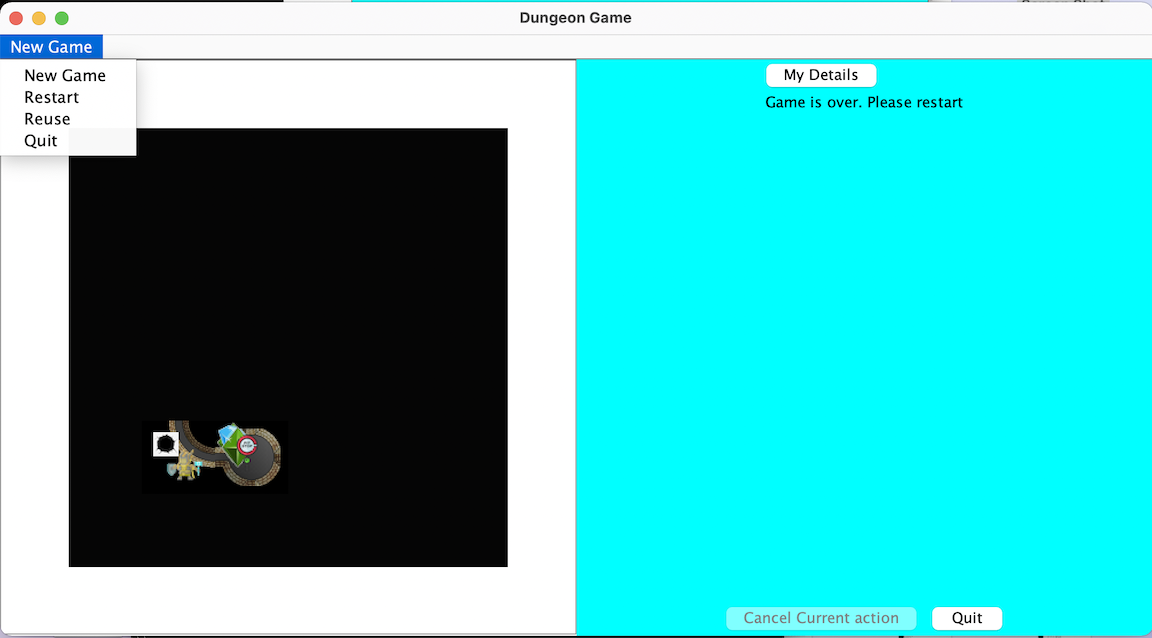 Dungeon Game
New Game
New Game
Restart
Reuse
Quit
My Details
Game is over. Please restart
Cancel Current action
Quit